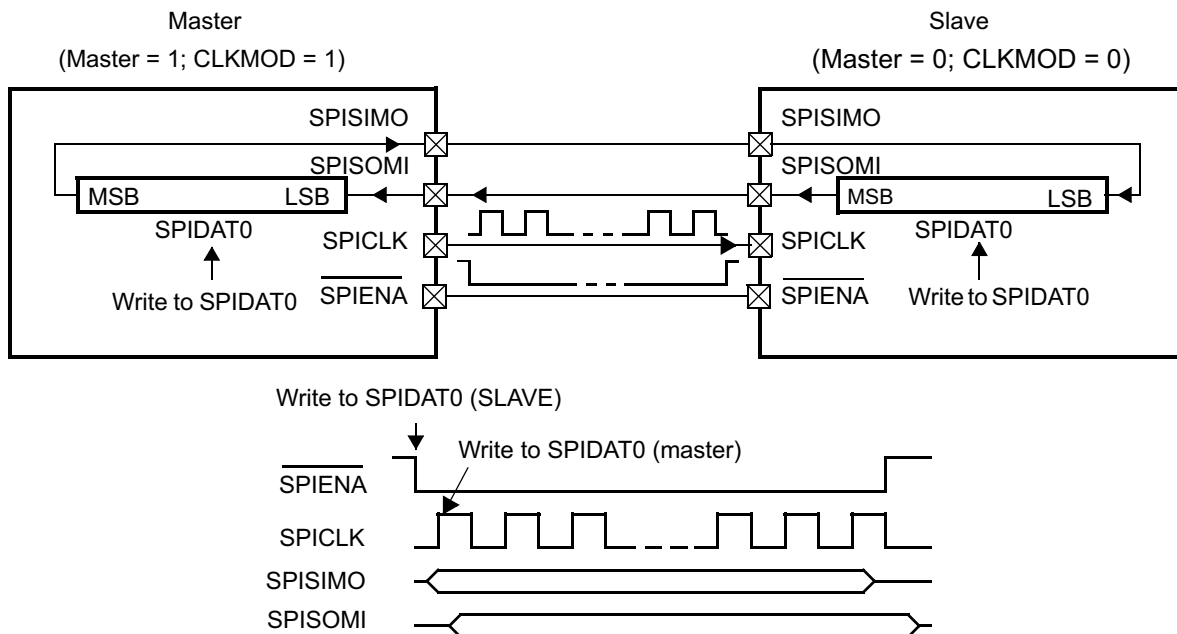 Master
(Master = 1; CLKMOD = 1)
Slave
(Master = 0; CLKMOD = 0)
SPISIMO
SPISOMI
MSB
LSB
SPIDAT0
Write to SPIDAT0
SPICLK
SPIENA
SPISIMO
SPISOMI
MSB
LSB
SPIDAT0
Write to SPIDAT0
SPICLK
SPIENA
Write to SPIDAT0 (SLAVE)
Write to SPIDAT0 (master)
SPIENA
SPICLK
SPISIMO
SPISOMI